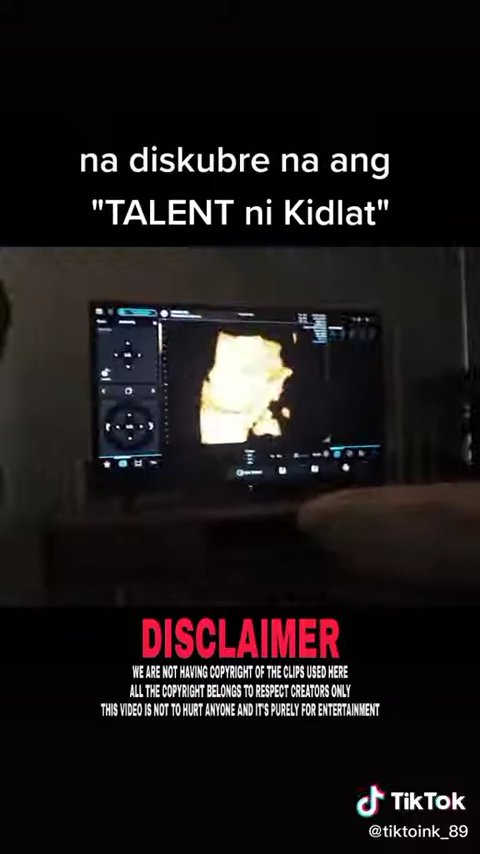 na diskubre na ang
"TALENT ni Kidlat"
DISCLAIMER
WE ARE NOT HAVING COPYRIGHT OF THE CLIPS USED HERE
ALL THE COPYRIGHT BELONGS TO RESPECT CREATORS ONLY
THIS VIDEO IS NOT TO HURT ANYONE AND IT'S PURELY FOR ENTERTAINMENT
TikTok
@tiktoink_89